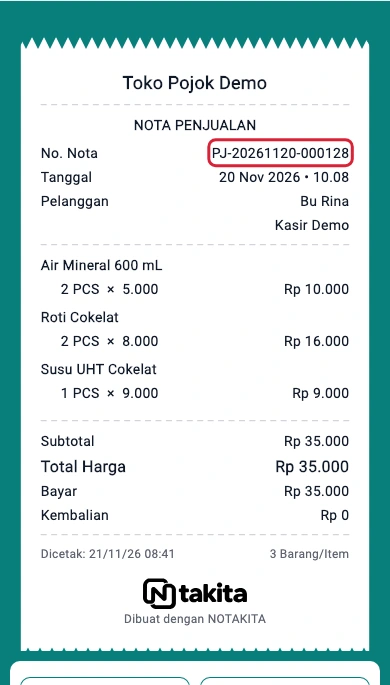 Toko Pojok Demo
NOTA PENJUALAN
No. Nota PJ-20261120-000128
Tanggal 20 Nov 2026 • 10.08
Pelanggan Bu Rina
Kasir Demo
Air Mineral 600 mL
2 PCS × 5.000 Rp 10.000
Roti Cokelat
2 PCS × 8.000 Rp 16.000
Susu UHT Cokelat
1 PCS × 9.000 Rp 9.000
Subtotal Rp 35.000
Total Harga Rp 35.000
Bayar Rp 35.000
Kembalian Rp 0
Dicetak: 21/11/26 08:41 3 Barang/Item
Notakita
Dibuat dengan NOTAKITA